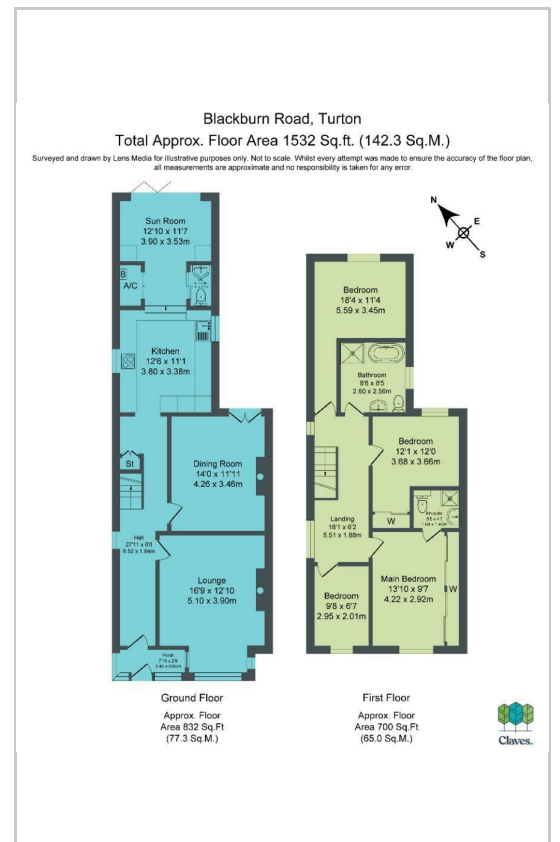 Blackburn Road, Turton
Total Approx. Floor Area 1532 Sq.ft. (142.3 Sq.M.)
Surveyed and drawn by Lens Media for illustrative purposes only. Not to scale. Whilst every attempt was made to ensure the accuracy of the floor plan,
all measurements are approximate and no responsibility is taken for any error.
N
E
W
S
Sun Room
12'10 x 11'7
3.90 x 3.53m
B
A/C
Kitchen
12'6 x 11'1
3.80 x 3.38m
St
Dining Room
14'0 x 11'11
4.26 x 3.46m
Hall
27'11 x 6'0
8.52 x 1.84m
Lounge
16'9 x 12'10
5.10 x 3.90m
Porch
Bedroom
18'4 x 11'4
5.59 x 3.45m
Bathroom
8'6 x 8'5
2.60 x 2.56m
Bedroom
12'1 x 12'0
3.68 x 3.66m
W
Landing
18'1 x 6'2
5.51 x 1.88m
Main Bedroom
13'10 x 9'7
4.22 x 2.92m
W
Bedroom
9'8 x 6'7
2.95 x 2.01m
Ground Floor
Approx. Floor
Area 832 Sq.Ft
(77.3 Sq.M.)
First Floor
Approx. Floor
Area 700 Sq.Ft
(65.0 Sq.M.)
Claves.